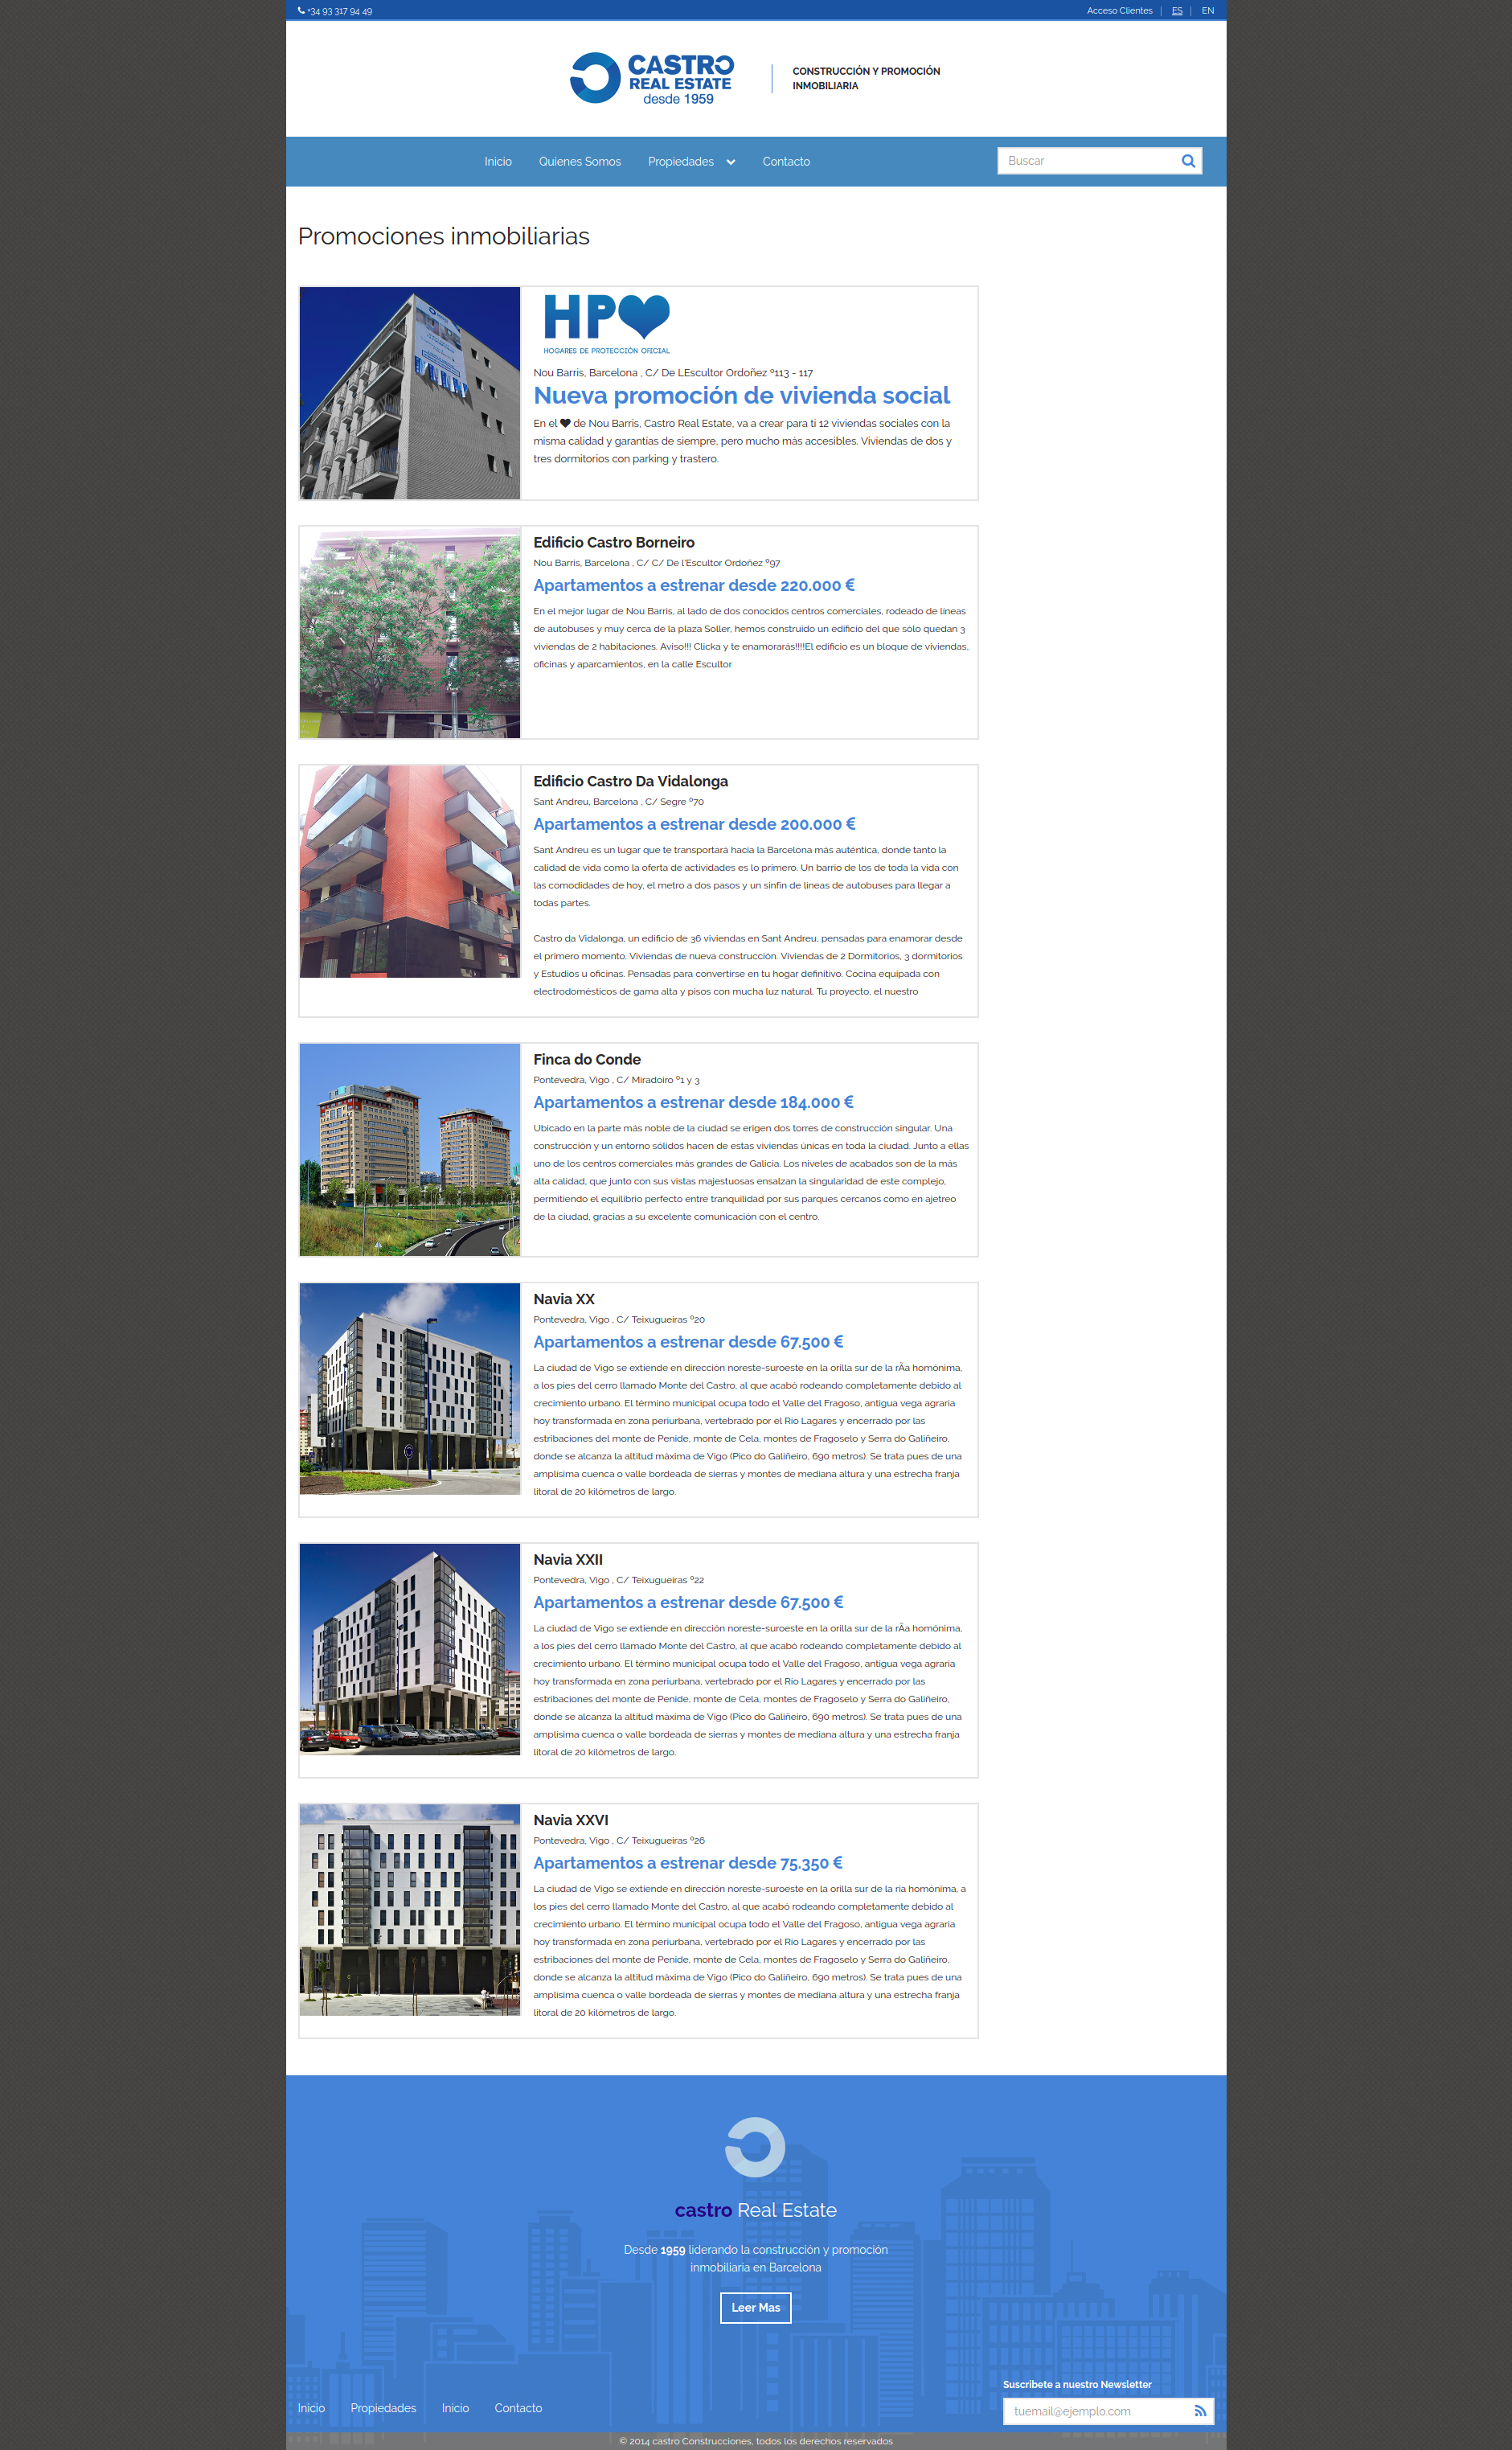 +34 93 317 94 49
Acceso Clientes | ES | EN
CASTRO
REAL ESTATE
desde 1959
CONSTRUCCIÓN Y PROMOCIÓN
INMOBILIARIA
Inicio Quienes Somos Propiedades Contacto
Buscar
Promociones inmobiliarias
HP
HOGARES DE PROTECCIÓN OFICIAL
Nou Barris, Barcelona , C/ De LEscultor Ordoñez º113 - 117
Nueva promoción de vivienda social
En el ♥ de Nou Barris, Castro Real Estate, va a crear para ti 12 viviendas sociales con la
misma calidad y garantías de siempre, pero mucho más accesibles. Viviendas de dos y
tres dormitorios con parking y trastero.
Edificio Castro Borneiro
Nou Barris, Barcelona , C/ C/ De l'Escultor Ordoñez º97
Apartamentos a estrenar desde 220.000 €
En el mejor lugar de Nou Barris, al lado de dos conocidos centros comerciales, rodeado de líneas
de autobuses y muy cerca de la plaza Soller, hemos construido un edificio del que sólo quedan 3
viviendas de 2 habitaciones. Aviso!!! Clicka y te enamorarás!!!!El edificio es un bloque de viviendas,
oficinas y aparcamientos, en la calle Escultor
Edificio Castro Da Vidalonga
Sant Andreu, Barcelona , C/ Segre º70
Apartamentos a estrenar desde 200.000 €
Sant Andreu es un lugar que te transportará hacia la Barcelona más auténtica, donde tanto la
calidad de vida como la oferta de actividades es lo primero. Un barrio de los de toda la vida con
las comodidades de hoy, el metro a dos pasos y un sinfín de líneas de autobuses para llegar a
todas partes.
Castro da Vidalonga, un edificio de 36 viviendas en Sant Andreu, pensadas para enamorar desde
el primero momento. Viviendas de nueva construcción. Viviendas de 2 Dormitorios, 3 dormitorios
y Estudios u oficinas. Pensadas para convertirse en tu hogar definitivo. Cocina equipada con
electrodomésticos de gama alta y pisos con mucha luz natural. Tu proyecto, el nuestro
Finca do Conde
Pontevedra, Vigo , C/ Miradoiro º1 y 3
Apartamentos a estrenar desde 184.000 €
Ubicado en la parte más noble de la ciudad se erigen dos torres de construcción singular. Una
construcción y un entorno sólidos hacen de estas viviendas únicas en toda la ciudad. Junto a ellas
uno de los centros comerciales más grandes de Galicia. Los niveles de acabados son de la más
alta calidad, que junto con sus vistas majestuosas ensalzan la singularidad de este complejo,
permitiendo el equilibrio perfecto entre tranquilidad por sus parques cercanos como en ajetreo
de la ciudad, gracias a su excelente comunicación con el centro.
Navia XX
Pontevedra, Vigo , C/ Teixugueiras º20
Apartamentos a estrenar desde 67.500 €
La ciudad de Vigo se extiende en dirección noreste-suroeste en la orilla sur de la rÃa homónima,
a los pies del cerro llamado Monte del Castro, al que acabó rodeando completamente debido al
crecimiento urbano. El término municipal ocupa todo el Valle del Fragoso, antigua vega agraria
hoy transformada en zona periurbana, vertebrado por el Río Lagares y encerrado por las
estribaciones del monte de Penide, monte de Cela, montes de Fragoselo y Serra do Galiñeiro,
donde se alcanza la altitud máxima de Vigo (Pico do Galiñeiro, 690 metros). Se trata pues de una
amplísima cuenca o valle bordeada de sierras y montes de mediana altura y una estrecha franja
litoral de 20 kilómetros de largo.
Navia XXII
Pontevedra, Vigo , C/ Teixugueiras º22
Apartamentos a estrenar desde 67.500 €
La ciudad de Vigo se extiende en dirección noreste-suroeste en la orilla sur de la rÃa homónima,
a los pies del cerro llamado Monte del Castro, al que acabó rodeando completamente debido al
crecimiento urbano. El término municipal ocupa todo el Valle del Fragoso, antigua vega agraria
hoy transformada en zona periurbana, vertebrado por el Río Lagares y encerrado por las
estribaciones del monte de Penide, monte de Cela, montes de Fragoselo y Serra do Galiñeiro,
donde se alcanza la altitud máxima de Vigo (Pico do Galiñeiro, 690 metros). Se trata pues de una
amplísima cuenca o valle bordeada de sierras y montes de mediana altura y una estrecha franja
litoral de 20 kilómetros de largo.
Navia XXVI
Pontevedra, Vigo , C/ Teixugueiras º26
Apartamentos a estrenar desde 75.350 €
La ciudad de Vigo se extiende en dirección noreste-suroeste en la orilla sur de la ría homónima, a
los pies del cerro llamado Monte del Castro, al que acabó rodeando completamente debido al
crecimiento urbano. El término municipal ocupa todo el Valle del Fragoso, antigua vega agraria
hoy transformada en zona periurbana, vertebrado por el Río Lagares y encerrado por las
estribaciones del monte de Penide, monte de Cela, montes de Fragoselo y Serra do Galiñeiro,
donde se alcanza la altitud máxima de Vigo (Pico do Galiñeiro, 690 metros). Se trata pues de una
amplísima cuenca o valle bordeada de sierras y montes de mediana altura y una estrecha franja
litoral de 20 kilómetros de largo.
castro Real Estate
Desde 1959 liderando la construcción y promoción
inmobiliaria en Barcelona
Leer Mas
Suscribete a nuestro Newsletter
Inicio Propiedades Inicio Contacto
tuemail@ejemplo.com
© 2014 castro Construcciones, todos los derechos reservados